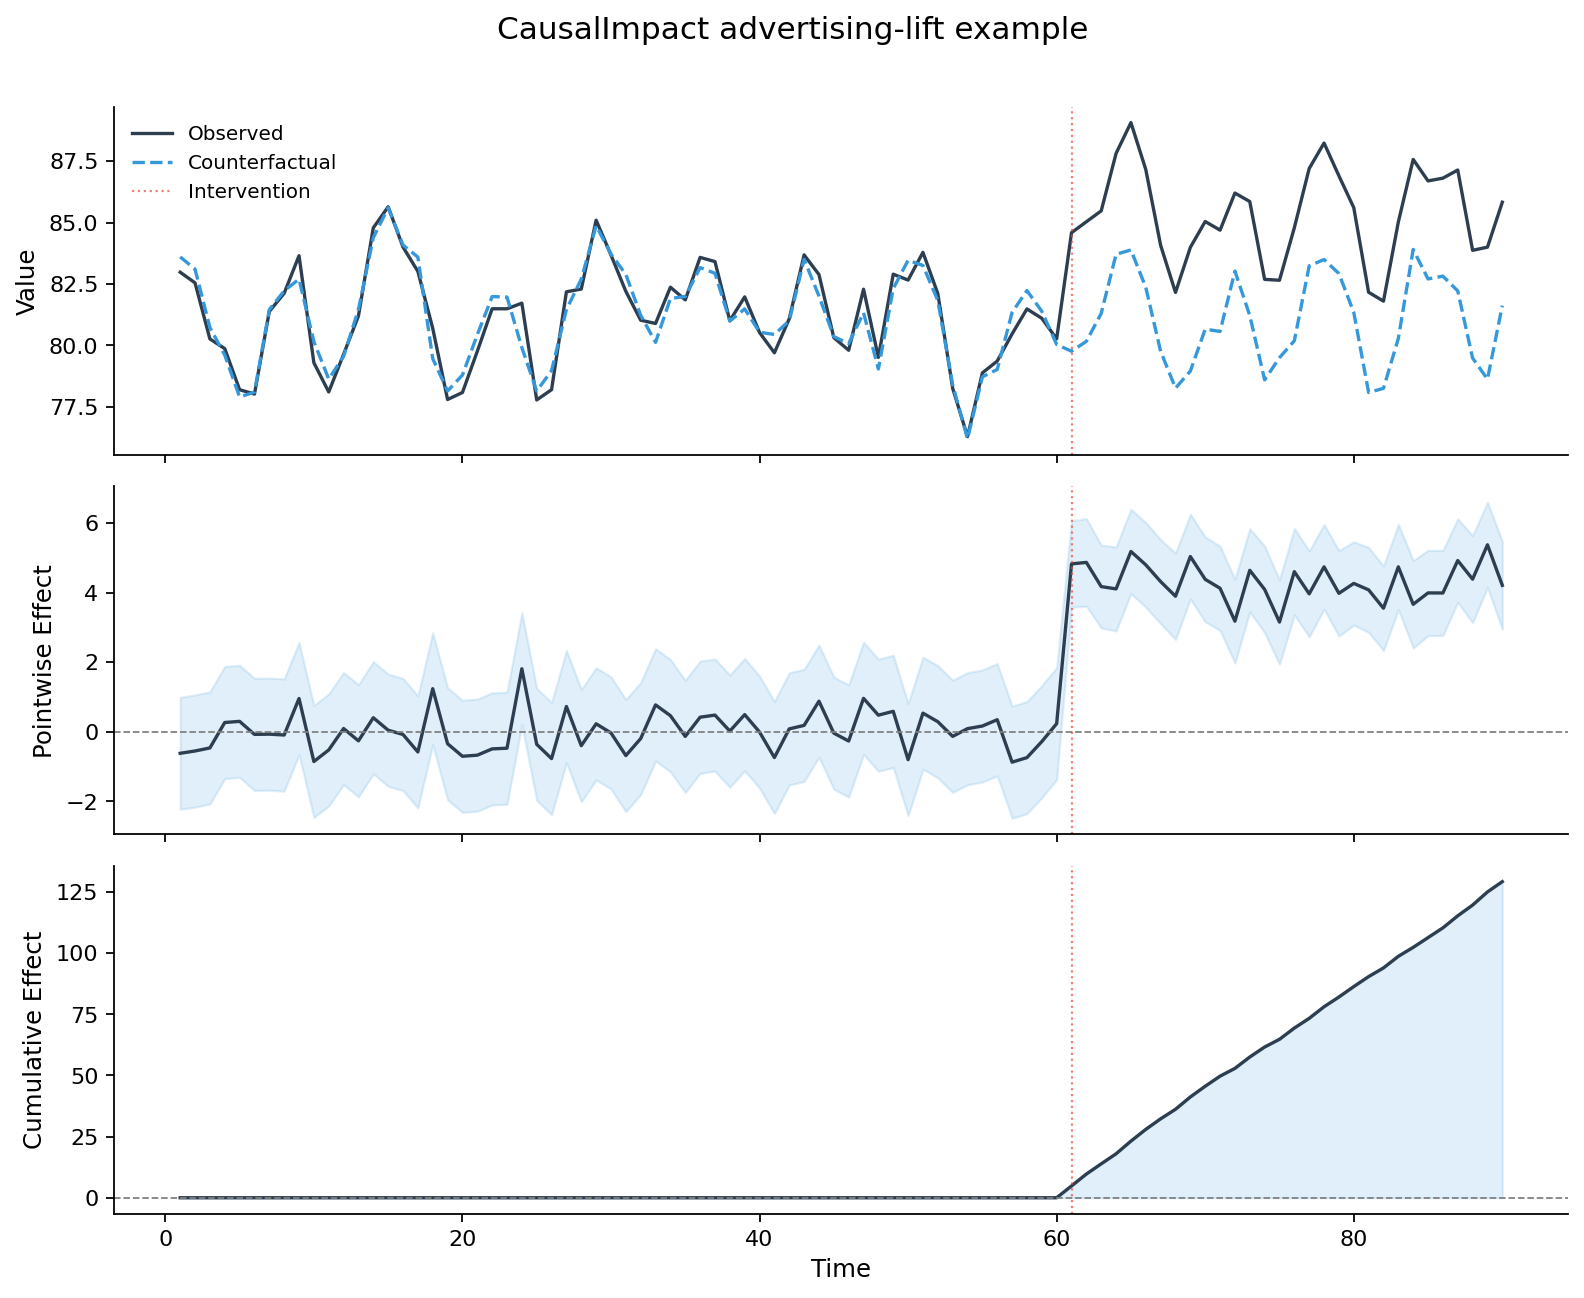 CausalImpact advertising-lift example
Observed
Counterfactual
Intervention
Value
87.5
85.0
82.5
80.0
77.5
Pointwise Effect
6
4
2
0
−2
Cumulative Effect
125
100
75
50
25
0
0 20 40 60 80
Time